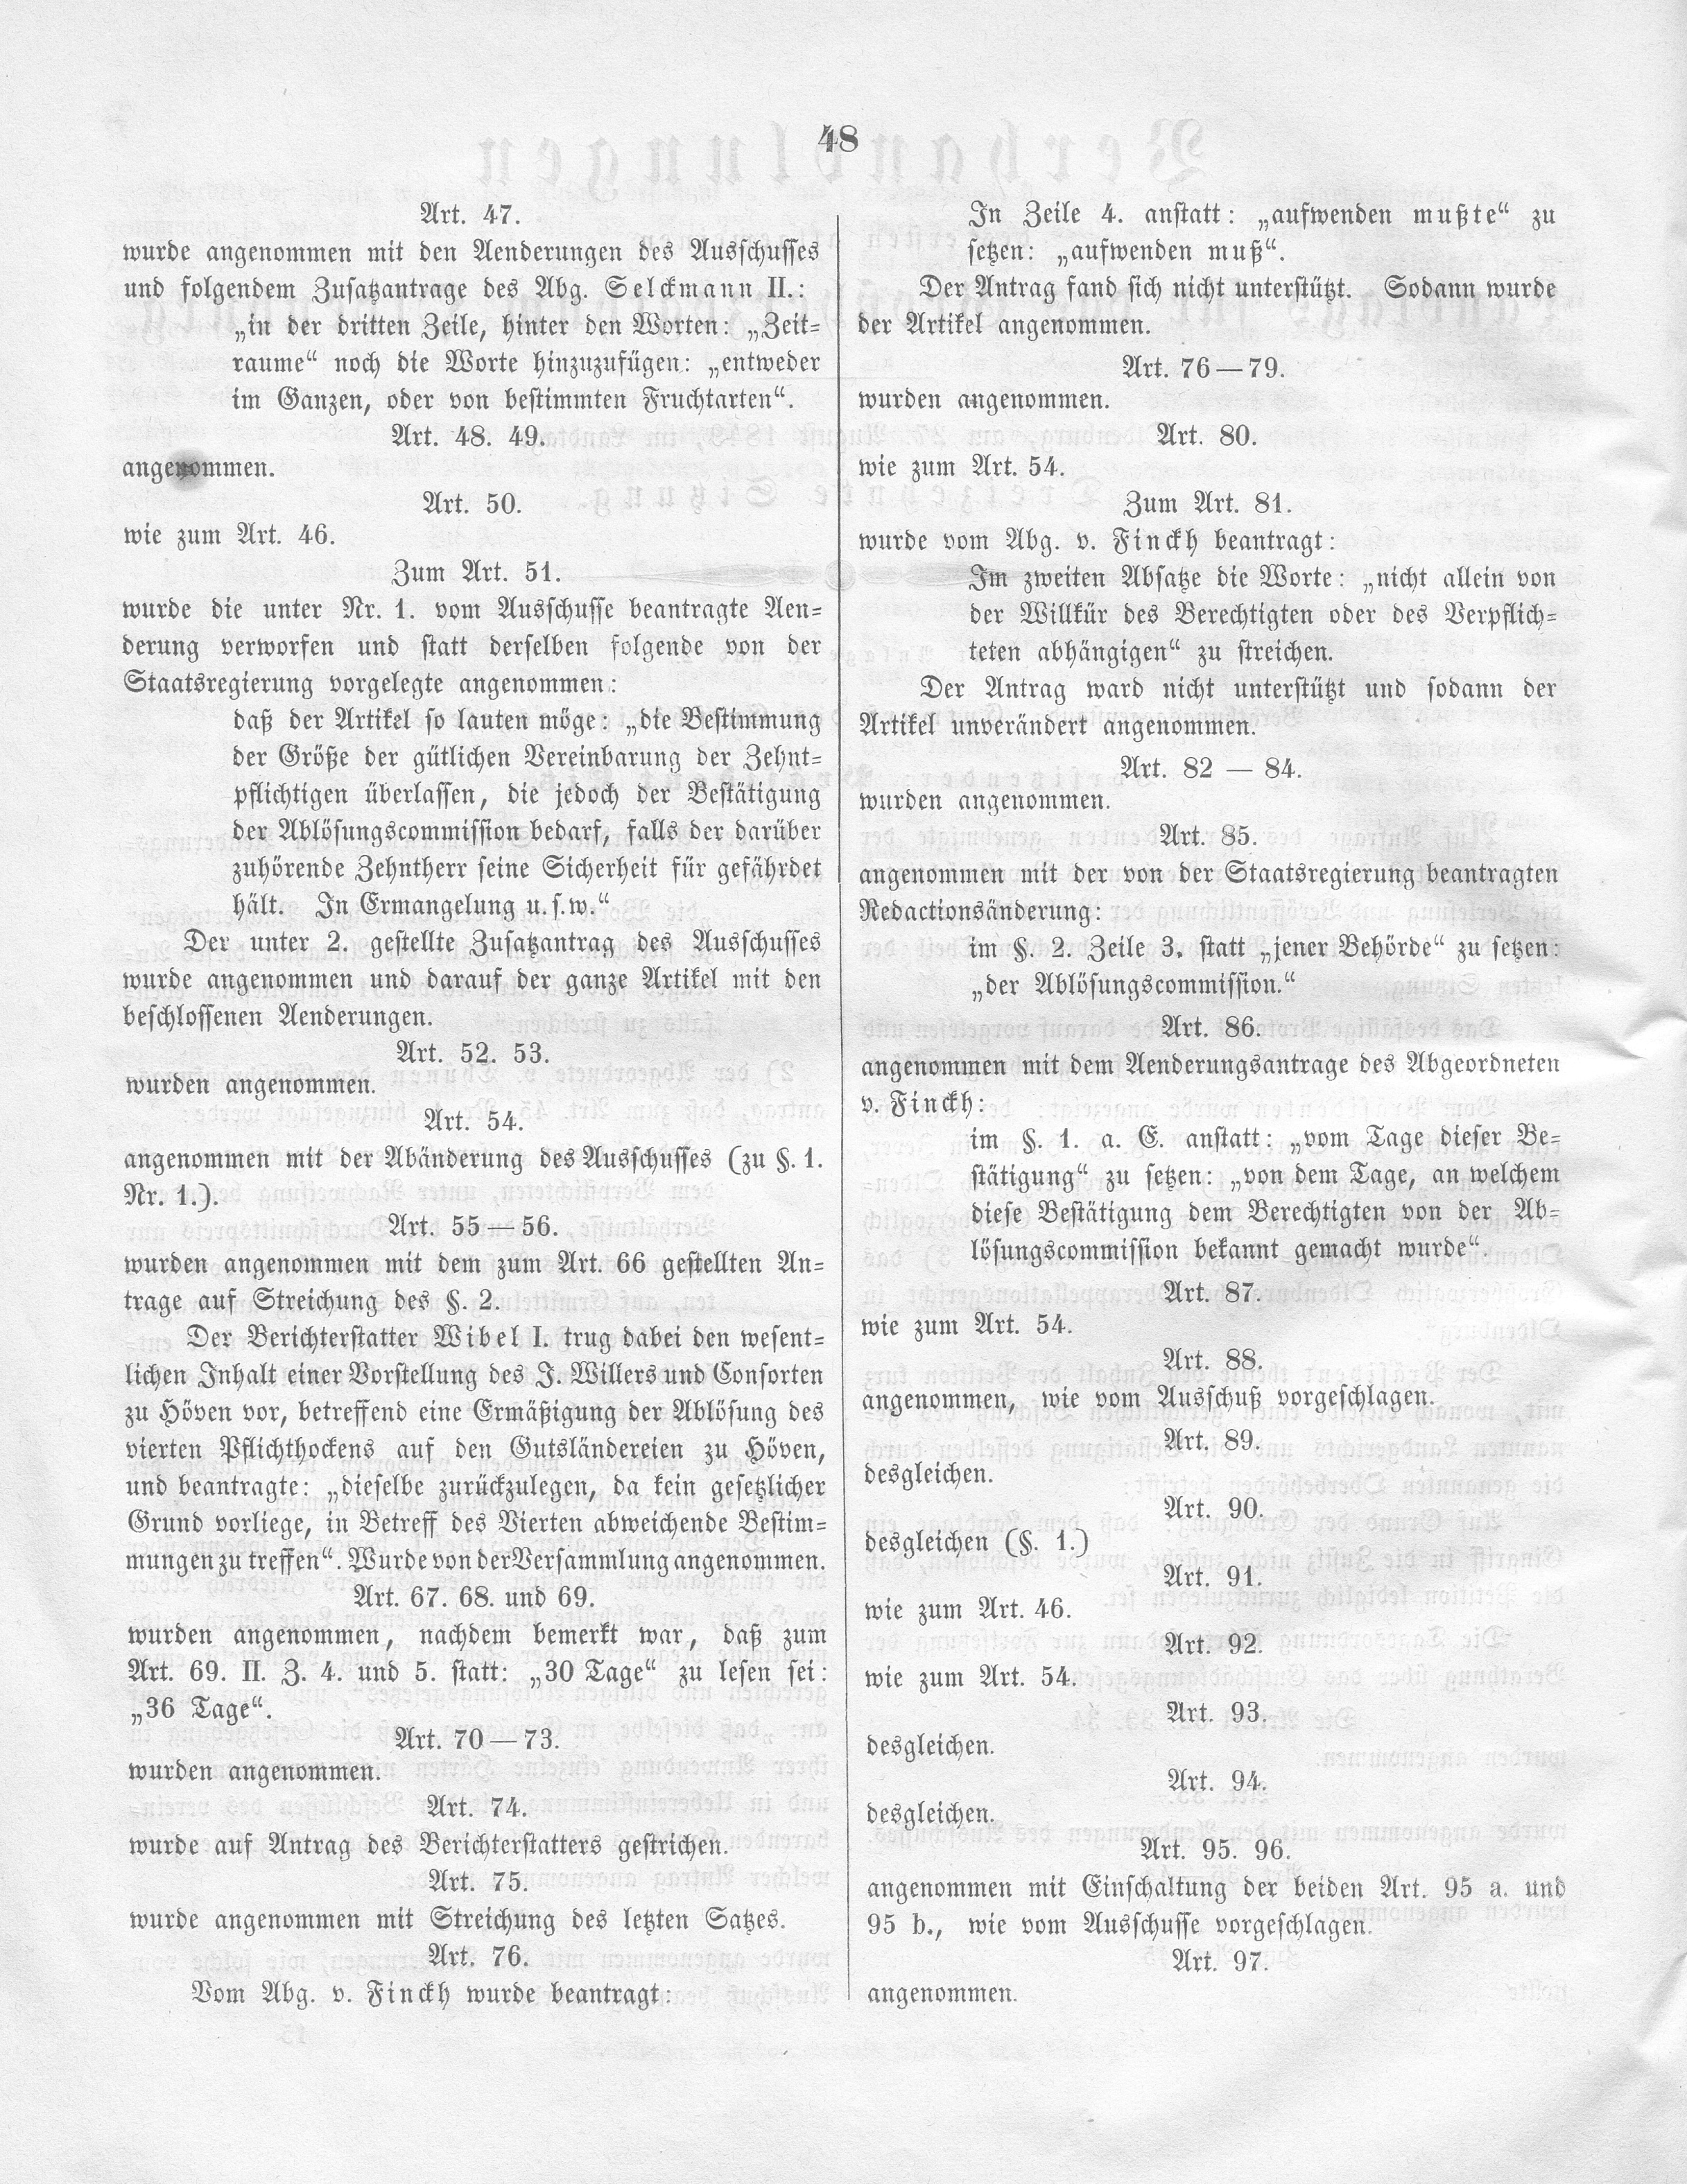 48
Art. 47.
wurde angenommen mit den Aenderungen des Ausschusses
und folgendem Zusatzantrage des Abg. Selckmann II.:
„in der dritten Zeile, hinter den Worten: „Zeit=
raume“ noch die Worte hinzuzufügen: „entweder
im Ganzen, oder von bestimmten Fruchtarten“.
Art. 48. 49.
angenommen.
Art. 50.
wie zum Art. 46.
Zum Art. 51.
wurde die unter Nr. 1. vom Ausschusse beantragte Aen=
derung verworfen und statt derselben folgende von der
Staatsregierung vorgelegte angenommen:
daß der Artikel so lauten möge: „die Bestimmung
der Größe der gütlichen Vereinbarung der Zehnt=
pflichtigen überlassen, die jedoch der Bestätigung
der Ablösungscommission bedarf, falls der darüber
zuhörende Zehntherr seine Sicherheit für gefährdet
hält. In Ermangelung u. s. w.“
Der unter 2. gestellte Zusatzantrag des Ausschusses
wurde angenommen und darauf der ganze Artikel mit den
beschlossenen Aenderungen.
Art. 52. 53.
wurden angenommen.
Art. 54.
angenommen mit der Abänderung des Ausschusses (zu §. 1.
Nr. 1.).
Art. 55—56.
wurden angenommen mit dem zum Art. 66 gestellten An=
trage auf Streichung des §. 2.
Der Berichterstatter Wibel I. trug dabei den wesent=
lichen Inhalt einer Vorstellung des J. Willers und Consorten
zu Höven vor, betreffend eine Ermäßigung der Ablösung des
vierten Pflichthockens auf den Gutsländereien zu Höven,
und beantragte: „dieselbe zurückzulegen, da kein gesetzlicher
Grund vorliege, in Betreff des Vierten abweichende Bestim=
mungen zu treffen“. Wurde von der Versammlung angenommen.
Art. 67. 68. und 69.
wurden angenommen, nachdem bemerkt war, daß zum
Art. 69. II. Z. 4. und 5. statt: „30 Tage“ zu lesen sei:
„36 Tage“.
Art. 70—73.
wurden angenommen.
Art. 74.
wurde auf Antrag des Berichterstatters gestrichen.
Art. 75.
wurde angenommen mit Streichung des letzten Satzes.
Art. 76.
Vom Abg. v. Finckh wurde beantragt:
In Zeile 4. anstatt: „aufwenden mußte“ zu
setzen: „aufwenden muß“.
Der Antrag fand sich nicht unterstützt. Sodann wurde
der Artikel angenommen.
Art. 76—79.
wurden angenommen.
Art. 80.
wie zum Art. 54.
Zum Art. 81.
wurde vom Abg. v. Finckh beantragt:
Im zweiten Absatze die Worte: „nicht allein von
der Willkür des Berechtigten oder des Verpflich=
teten abhängigen“ zu streichen.
Der Antrag ward nicht unterstützt und sodann der
Artikel unverändert angenommen.
Art. 82 — 84.
wurden angenommen.
Art. 85.
angenommen mit der von der Staatsregierung beantragten
Redactionsänderung:
im §. 2. Zeile 3. statt „jener Behörde“ zu setzen:
„der Ablösungscommission.“
Art. 86.
angenommen mit dem Aenderungsantrage des Abgeordneten
v. Finckh:
im §. 1. a. E. anstatt: „vom Tage dieser Be=
stätigung“ zu setzen: „von dem Tage, an welchem
diese Bestätigung dem Berechtigten von der Ab=
lösungscommission bekannt gemacht wurde“.
Art. 87.
wie zum Art. 54.
Art. 88.
angenommen, wie vom Ausschuß vorgeschlagen.
Art. 89.
desgleichen.
Art. 90.
desgleichen (§. 1.)
Art. 91.
wie zum Art. 46.
Art. 92.
wie zum Art. 54.
Art. 93.
desgleichen.
Art. 94.
desgleichen.
Art. 95. 96.
angenommen mit Einschaltung der beiden Art. 95 a. und
95 b., wie vom Ausschusse vorgeschlagen.
Art. 97.
angenommen.